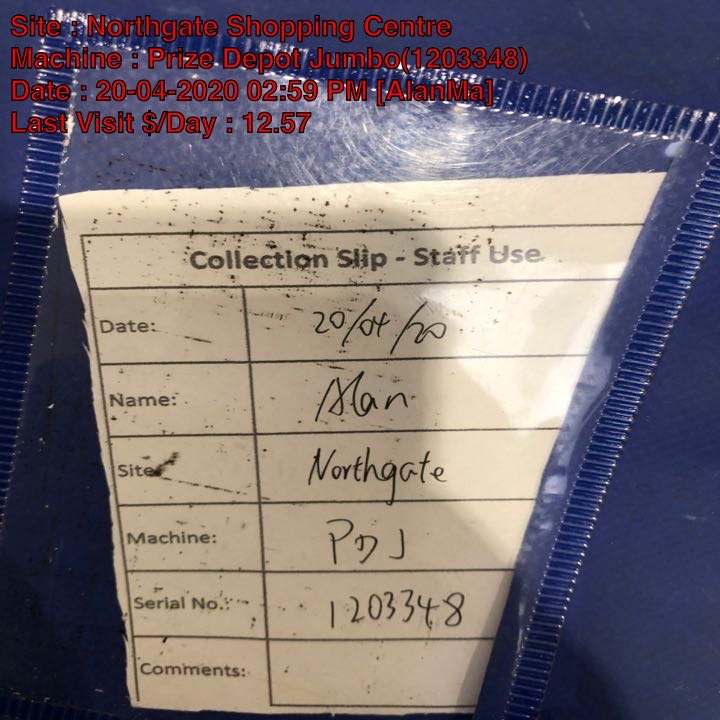 Site : Northgate Shopping Centre
Machine : Prize Depot Jumbo(1203348)
Date : 20-04-2020 02:59 PM [AlanMa]
Last Visit $/Day : 12.57
Collection Slip - Staff Use
Date: 20/04/20
Name: Alan
Site: Northgate
Machine: PDJ
Serial No.: 1203348
Comments: